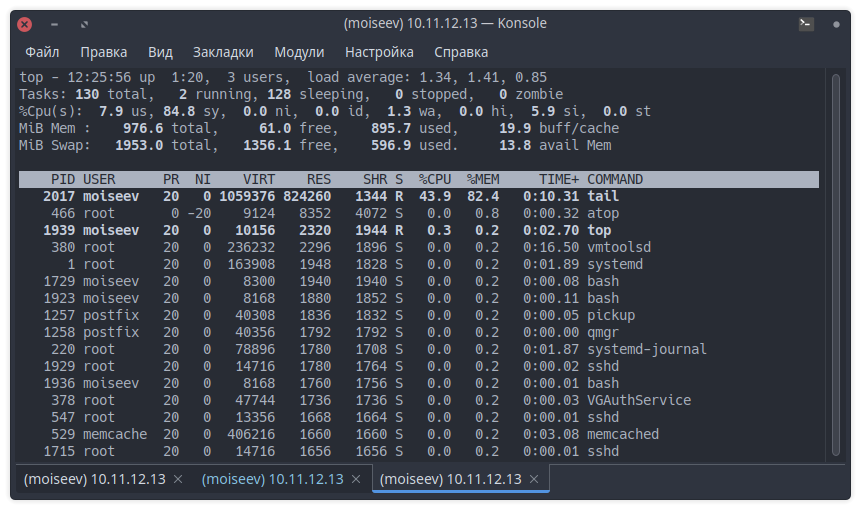 (moiseev) 10.11.12.13 — Konsole
Файл Правка Вид Закладки Модули Настройка Справка
top - 12:25:56 up  1:20,  3 users,  load average: 1.34, 1.41, 0.85
Tasks: 130 total,   2 running, 128 sleeping,   0 stopped,   0 zombie
%Cpu(s):  7.9 us, 84.8 sy,  0.0 ni,  0.0 id,  1.3 wa,  0.0 hi,  5.9 si,  0.0 st
MiB Mem :    976.6 total,     61.0 free,    895.7 used,     19.9 buff/cache
MiB Swap:   1953.0 total,   1356.1 free,    596.9 used.     13.8 avail Mem
PID USER      PR  NI    VIRT    RES    SHR S  %CPU  %MEM     TIME+ COMMAND
2017 moiseev   20   0 1059376 824260   1344 R  43.9  82.4   0:10.31 tail
466 root       0 -20    9124   8352   4072 S   0.0   0.8   0:00.32 atop
1939 moiseev   20   0   10156   2320   1944 R   0.3   0.2   0:02.70 top
380 root      20   0  236232   2296   1896 S   0.0   0.2   0:16.50 vmtoolsd
1 root      20   0  163908   1948   1828 S   0.0   0.2   0:01.89 systemd
1729 moiseev   20   0    8300   1940   1940 S   0.0   0.2   0:00.08 bash
1923 moiseev   20   0    8168   1880   1852 S   0.0   0.2   0:00.11 bash
1257 postfix   20   0   40308   1836   1832 S   0.0   0.2   0:00.05 pickup
1258 postfix   20   0   40356   1792   1792 S   0.0   0.2   0:00.00 qmgr
220 root      20   0   78896   1780   1708 S   0.0   0.2   0:01.87 systemd-journal
1929 root      20   0   14716   1780   1764 S   0.0   0.2   0:00.02 sshd
1936 moiseev   20   0    8168   1760   1756 S   0.0   0.2   0:00.01 bash
378 root      20   0   47744   1736   1736 S   0.0   0.2   0:00.03 VGAuthService
547 root      20   0   13356   1668   1664 S   0.0   0.2   0:00.01 sshd
529 memcache  20   0  406216   1660   1660 S   0.0   0.2   0:03.08 memcached
1715 root      20   0   14716   1656   1656 S   0.0   0.2   0:00.01 sshd
(moiseev) 10.11.12.13 (moiseev) 10.11.12.13 (moiseev) 10.11.12.13